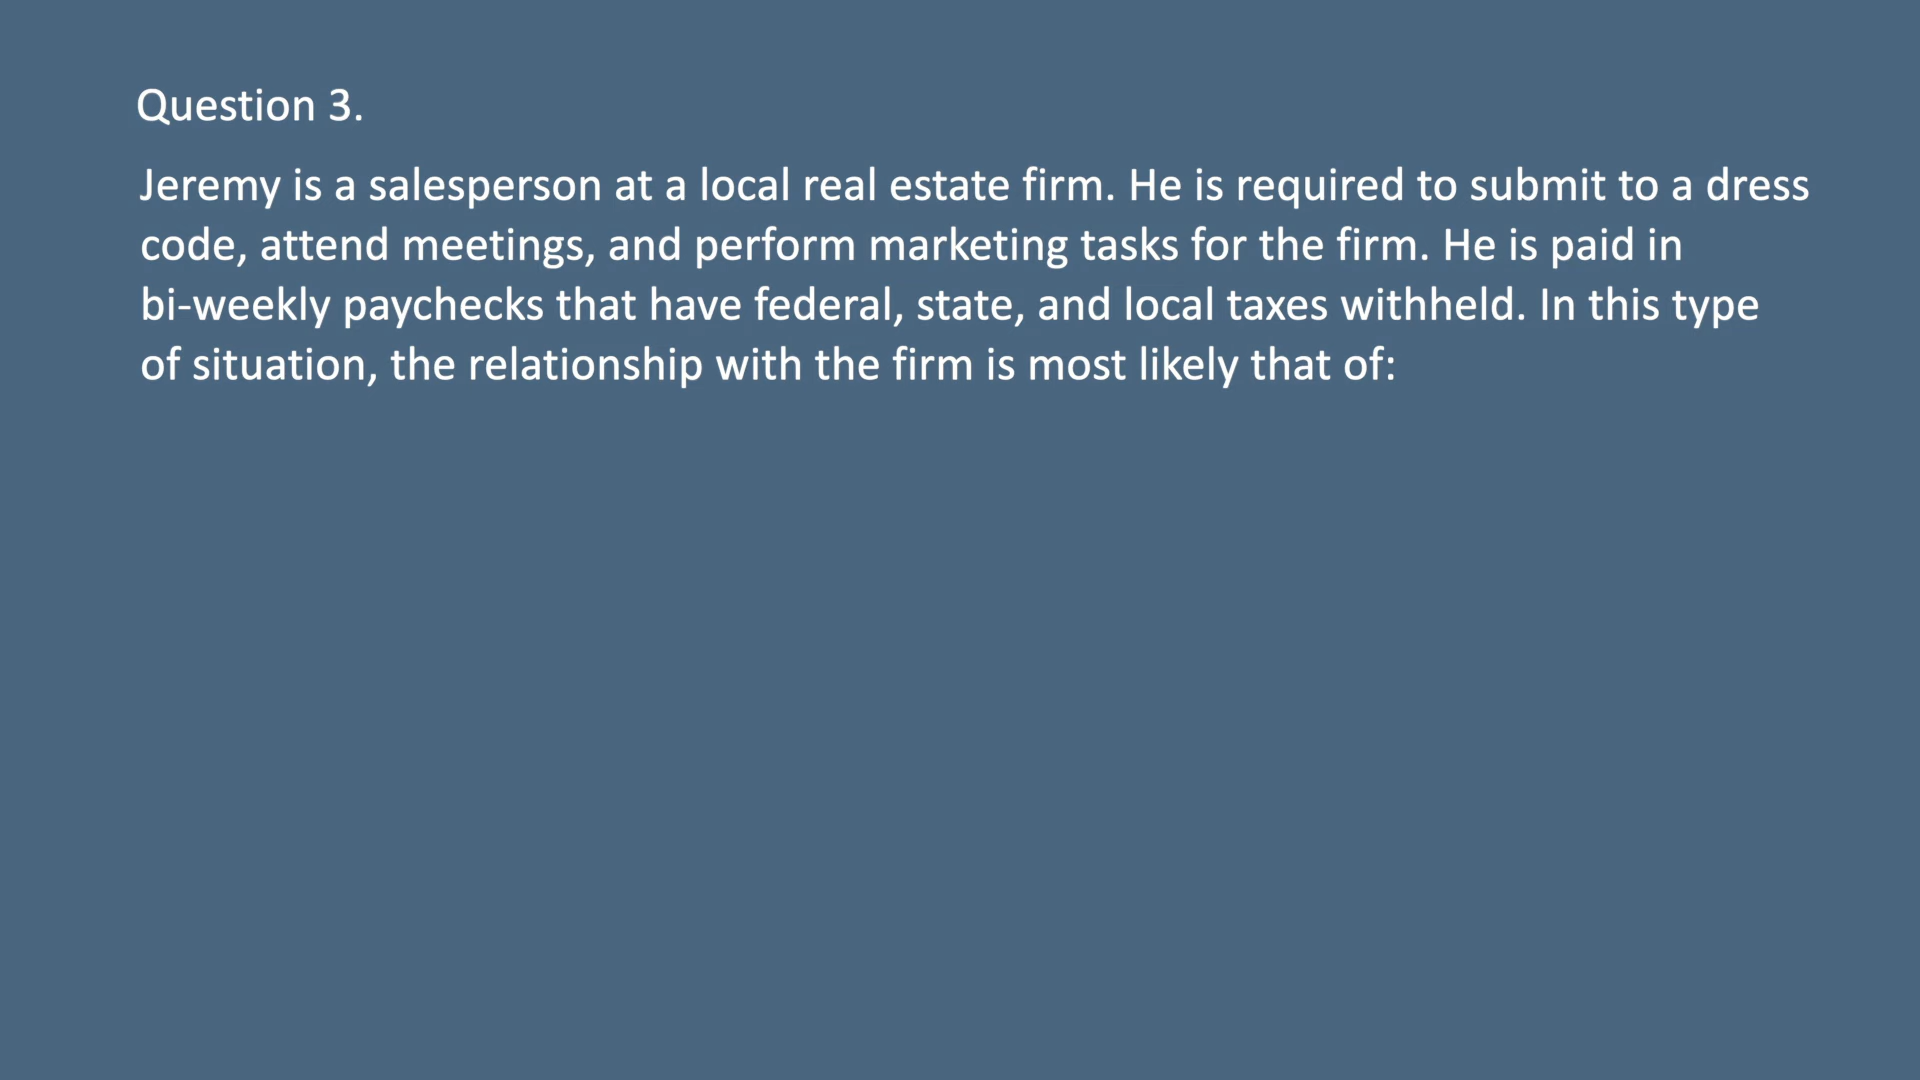 Question 3.
Jeremy is a salesperson at a local real estate firm. He is required to submit to a dress
code, attend meetings, and perform marketing tasks for the firm. He is paid in
bi-weekly paychecks that have federal, state, and local taxes withheld. In this type
of situation, the relationship with the firm is most likely that of: